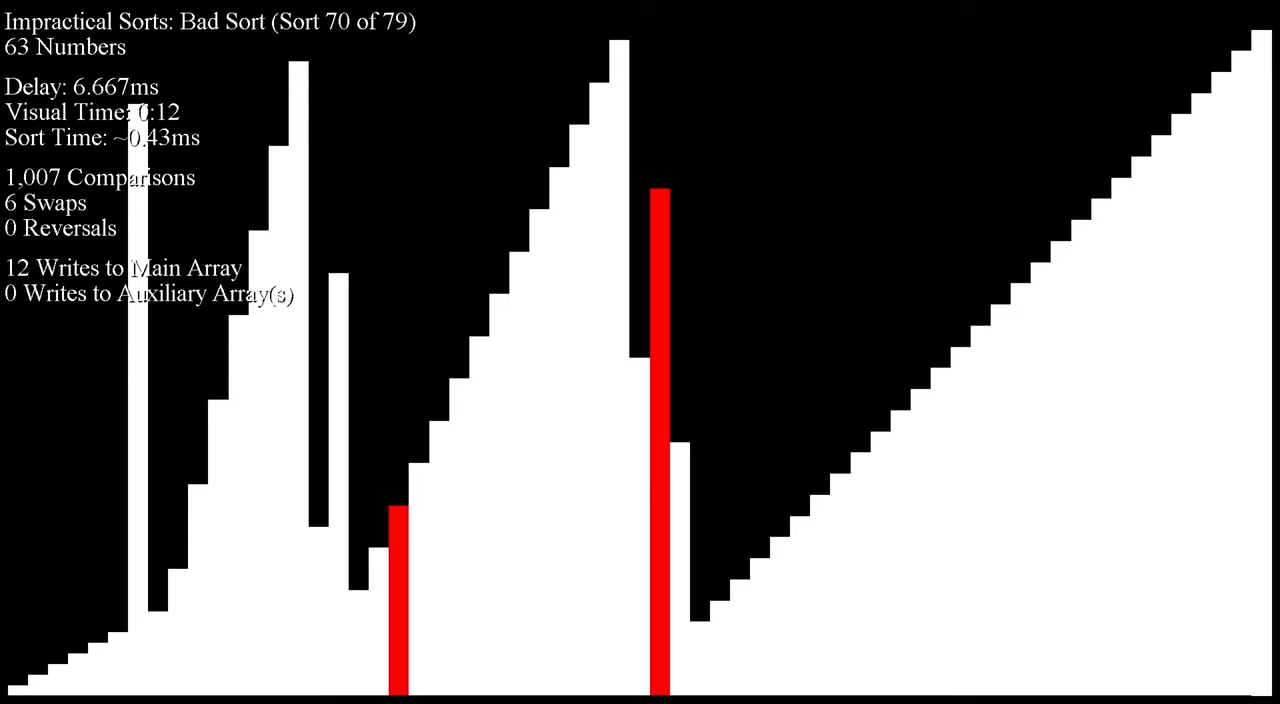 Impractical Sorts: Bad Sort (Sort 70 of 79)
63 Numbers
Delay: 6.667ms
Visual Time: 0:12
Sort Time: ~0.43ms
1,007 Comparisons
6 Swaps
0 Reversals
12 Writes to Main Array
0 Writes to Auxiliary Array(s)